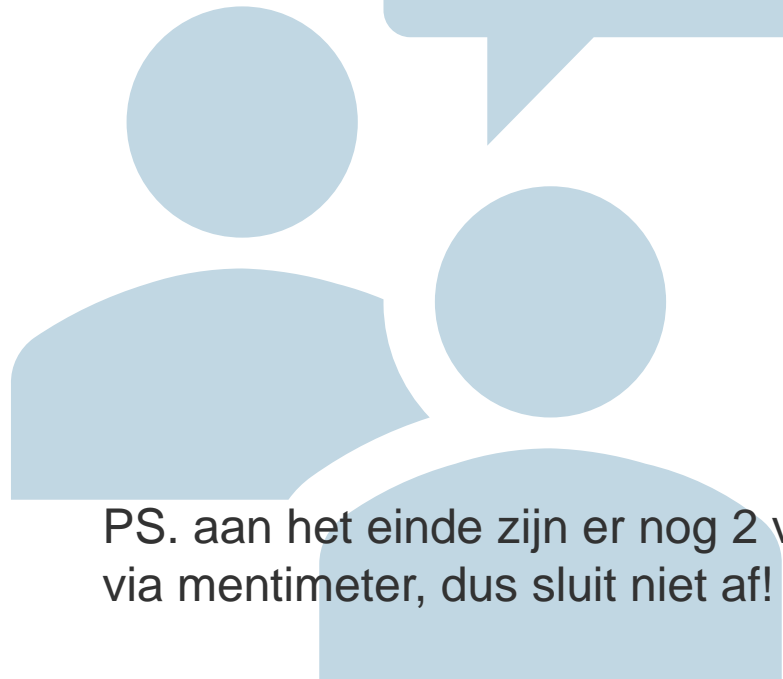 PS. aan het einde zijn er nog 2
via mentimeter, dus sluit niet af!